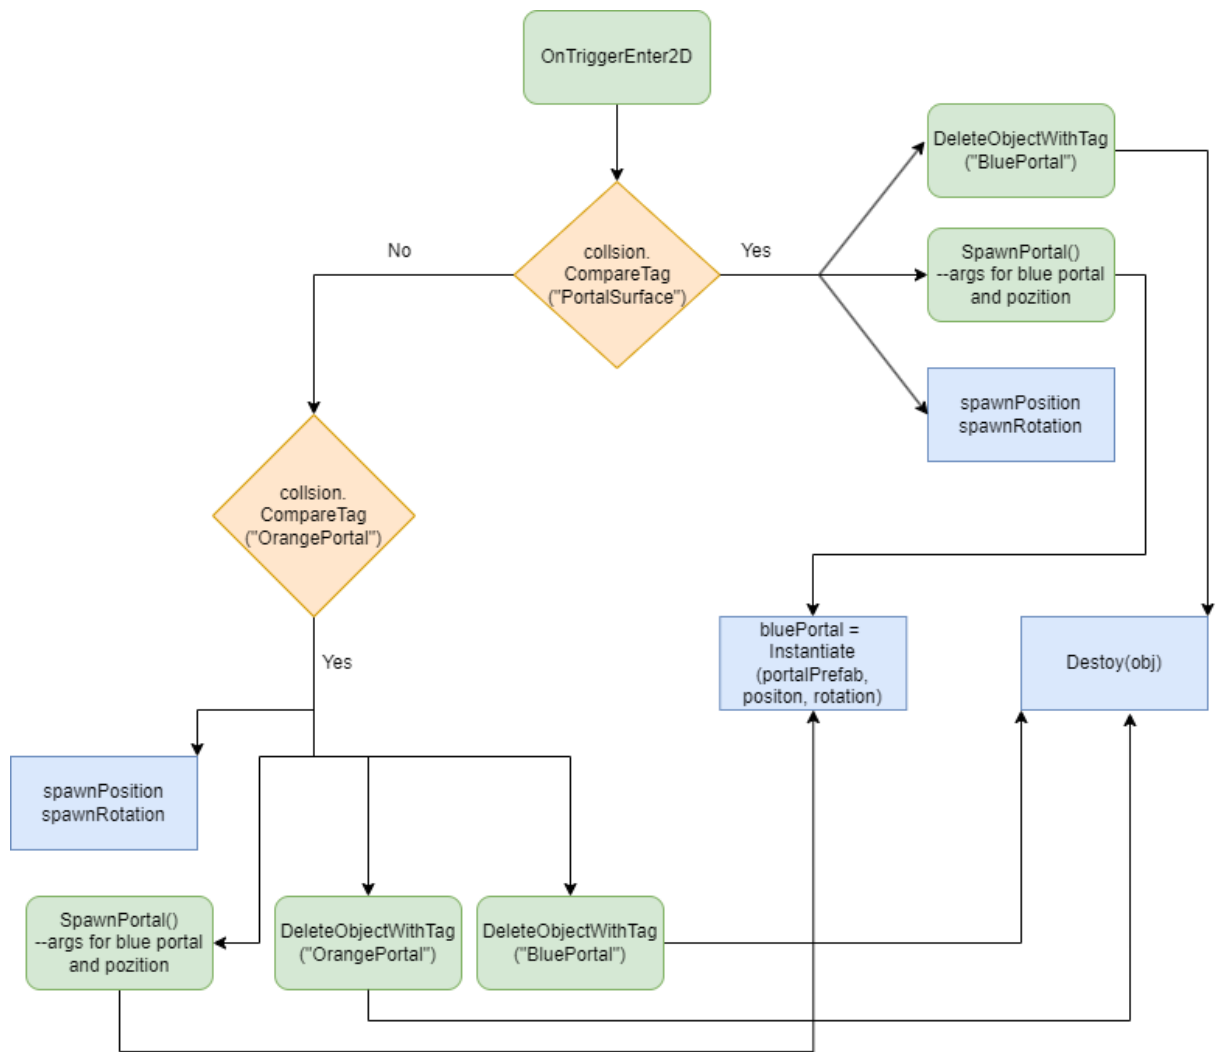 OnTriggerEnter2D
DeleteObjectWithTag
("BluePortal")
No
collsion.
CompareTag
("PortalSurface")
Yes
SpawnPortal()
--args for blue portal
and pozition
spawnPosition
spawnRotation
collsion.
CompareTag
("OrangePortal")
Yes
bluePortal =
Instantiate
(portalPrefab,
positon, rotation)
Destoy(obj)
spawnPosition
spawnRotation
SpawnPortal()
--args for blue portal
and pozition
DeleteObjectWithTag
("OrangePortal")
DeleteObjectWithTag
("BluePortal")